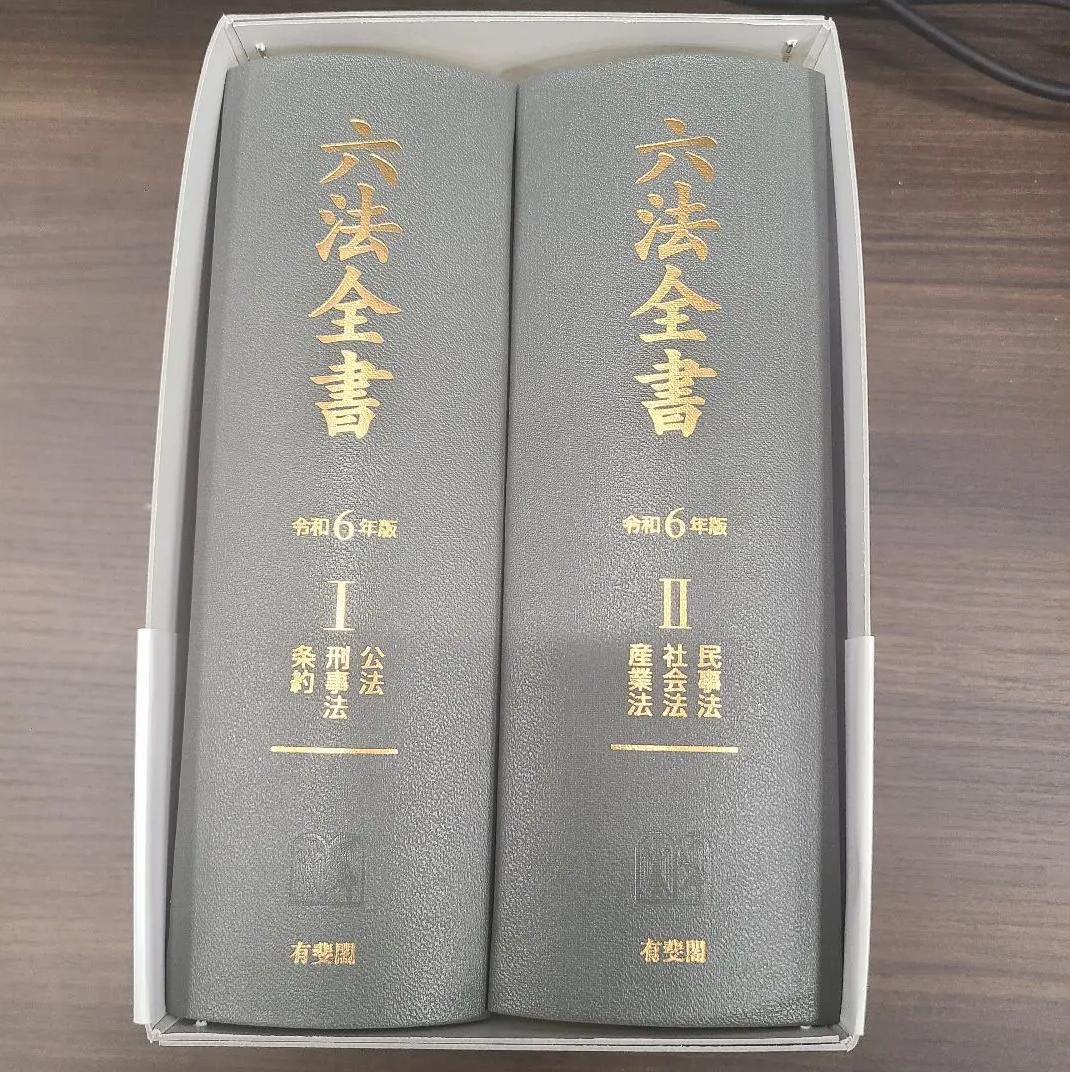 六法全書
令和6年版
I
公法
刑事法
条約
有斐閣
六法全書
令和6年版
II
民事法
社会法
産業法
有斐閣